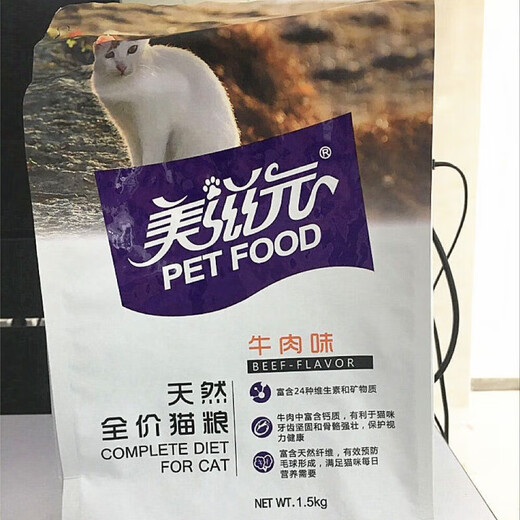 美滋元®
PET FOOD
牛肉味
BEEF-FLAVOR
天然
全价猫粮
COMPLETE DIET
FOR CAT
富含24种维生素和矿物质
牛肉中富含钙质，有利于猫咪
牙齿坚固和骨骼强壮，保护视
力健康
富含天然纤维，有效预防
毛球形成，满足猫咪每日
营养需要
NET WT. 1.5kg